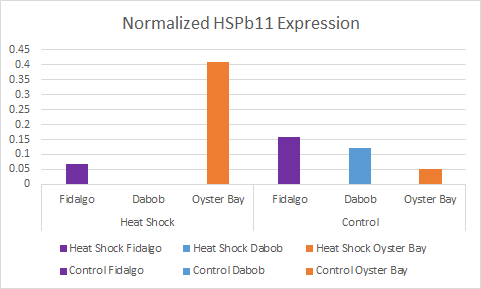 Normalized HSPb11 Expression
0.45
0.4
0.35
0.3
0.25
0.2
0.15
0.1
0.05
0
Fidalgo Dabob Oyster Bay Fidalgo Dabob Oyster Bay
Heat Shock Control
Heat Shock Fidalgo Heat Shock Dabob Heat Shock Oyster Bay
Control Fidalgo Control Dabob Control Oyster Bay